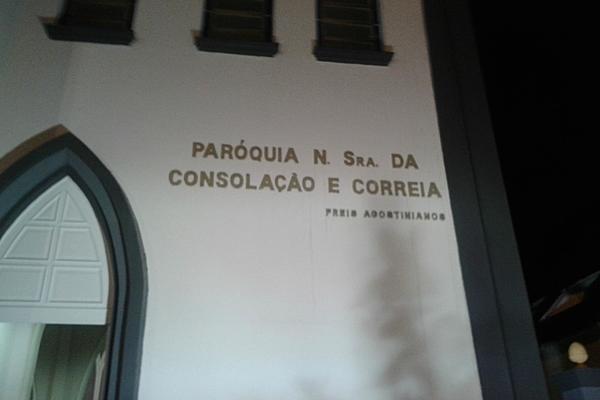 PARÓQUIA N. SRA. DA
CONSOLAÇÃO E CORREIA
FREIS AGOSTINIANOS